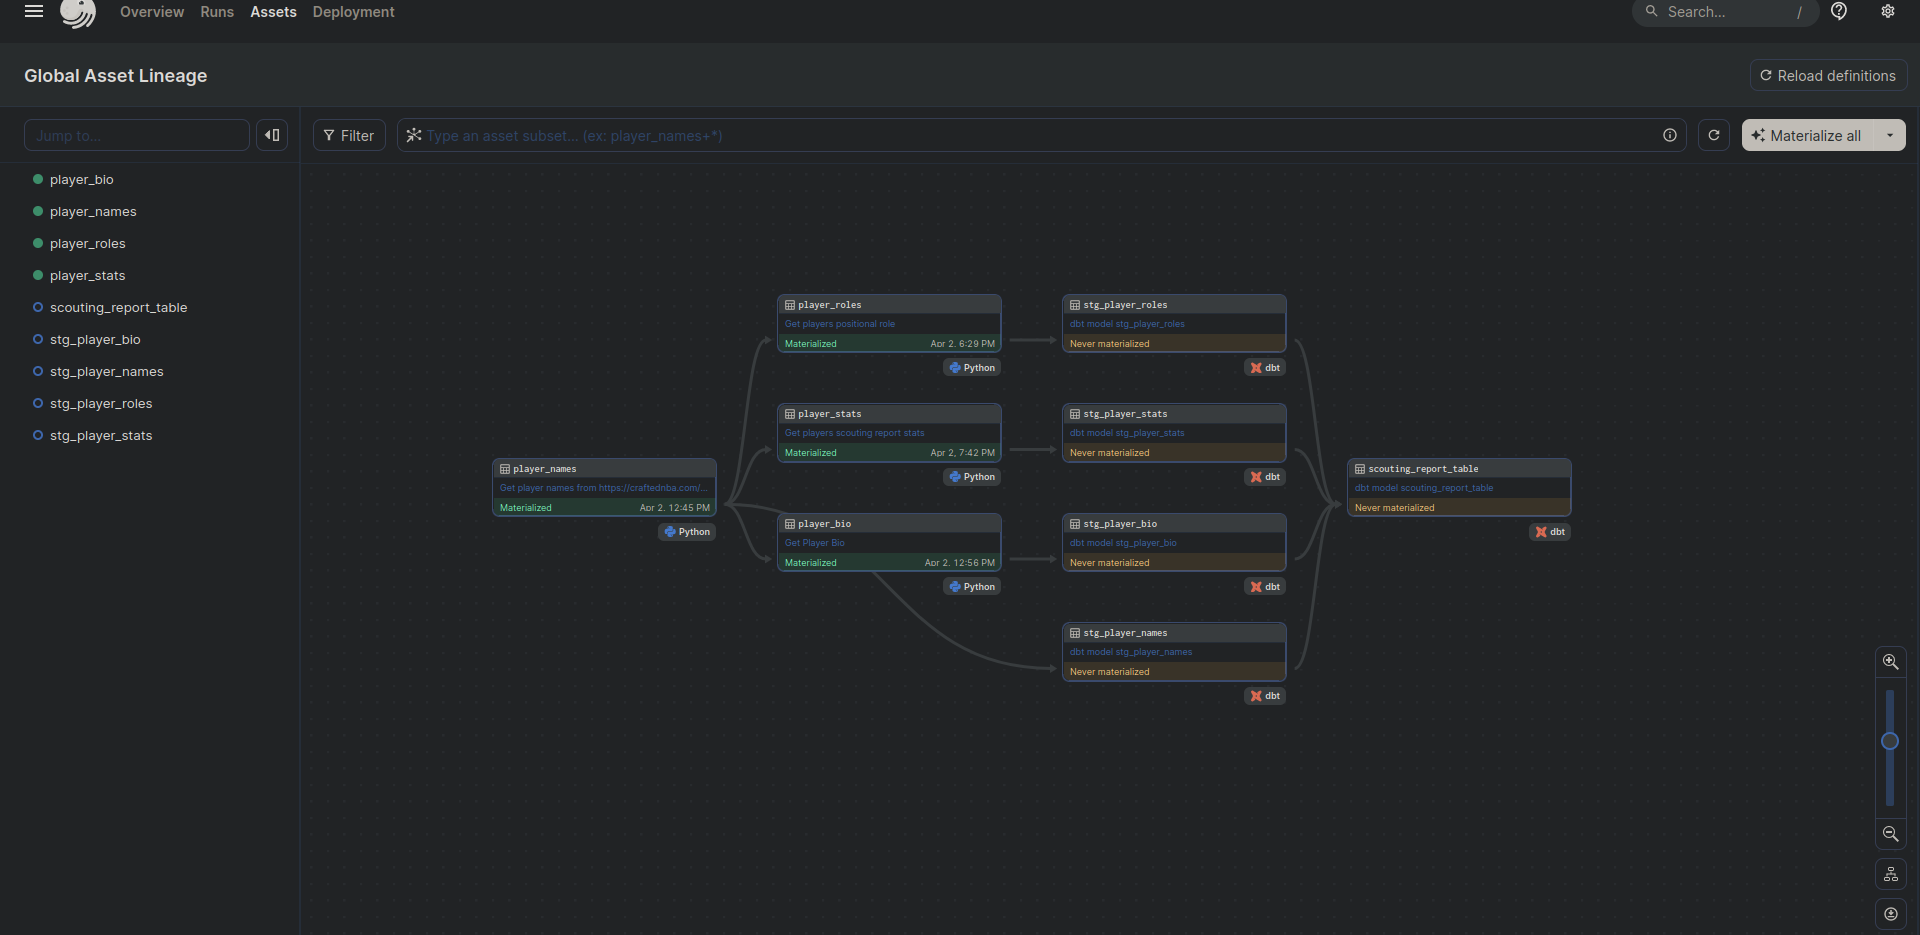 Overview Runs Assets Deployment
Search... /
Global Asset Lineage
Reload definitions
Jump to...
Filter
Type an asset subset... (ex: player_names+*)
Materialize all
player_bio
player_names
player_roles
player_stats
scouting_report_table
stg_player_bio
stg_player_names
stg_player_roles
stg_player_stats
player_names
Get player names from https://craftednba.com/...
Materialized Apr 2, 12:45 PM
Python
player_roles
Get players positional role
Materialized Apr 2, 6:29 PM
Python
player_stats
Get players scouting report stats
Materialized Apr 2, 7:42 PM
Python
player_bio
Get Player Bio
Materialized Apr 2, 12:56 PM
Python
stg_player_roles
dbt model stg_player_roles
Never materialized
dbt
stg_player_stats
dbt model stg_player_stats
Never materialized
dbt
stg_player_bio
dbt model stg_player_bio
Never materialized
dbt
stg_player_names
dbt model stg_player_names
Never materialized
dbt
scouting_report_table
dbt model scouting_report_table
Never materialized
dbt